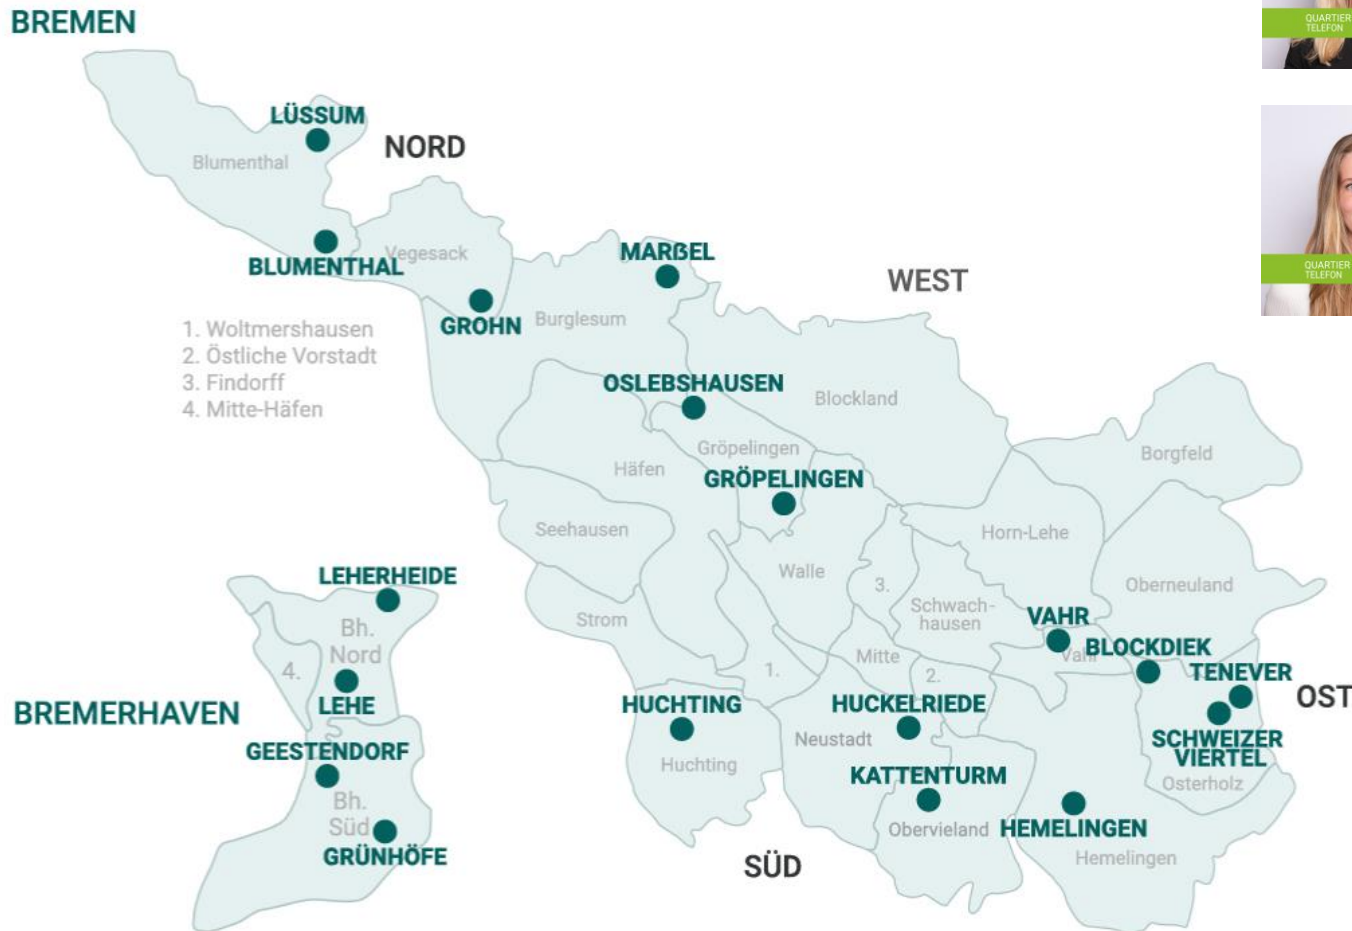 BREMEN
QUARTIER
TELEFON
LÜSSUM
NORD
Blumenthal
QUARTIER
TELEFON
BLUMENTHAL
Vegesack
MARßEL
WEST
GROHN
Burglesum
1. Woltmershausen
2. Östliche Vorstadt
3. Findorff
4. Mitte-Häfen
OSLEBSHAUSEN
Blockland
Gröpelingen
Borgfeld
Häfen
GRÖPELINGEN
Seehausen
Horn-Lehe
Walle
3.
Oberneuland
LEHERHEIDE
Schwach-
hausen
Strom
VAHR
Bh.
Nord
Mitte
Vahr
BLOCKDIEK
4.
1.
2.
TENEVER
OST
LEHE
HUCHTING
HUCKELRIEDE
BREMERHAVEN
Neustadt
SCHWEIZER
VIERTEL
GEESTENDORF
Huchting
KATTENTURM
Osterholz
Bh.
Süd
Obervieland
HEMELINGEN
GRÜNHÖFE
SÜD
Hemelingen